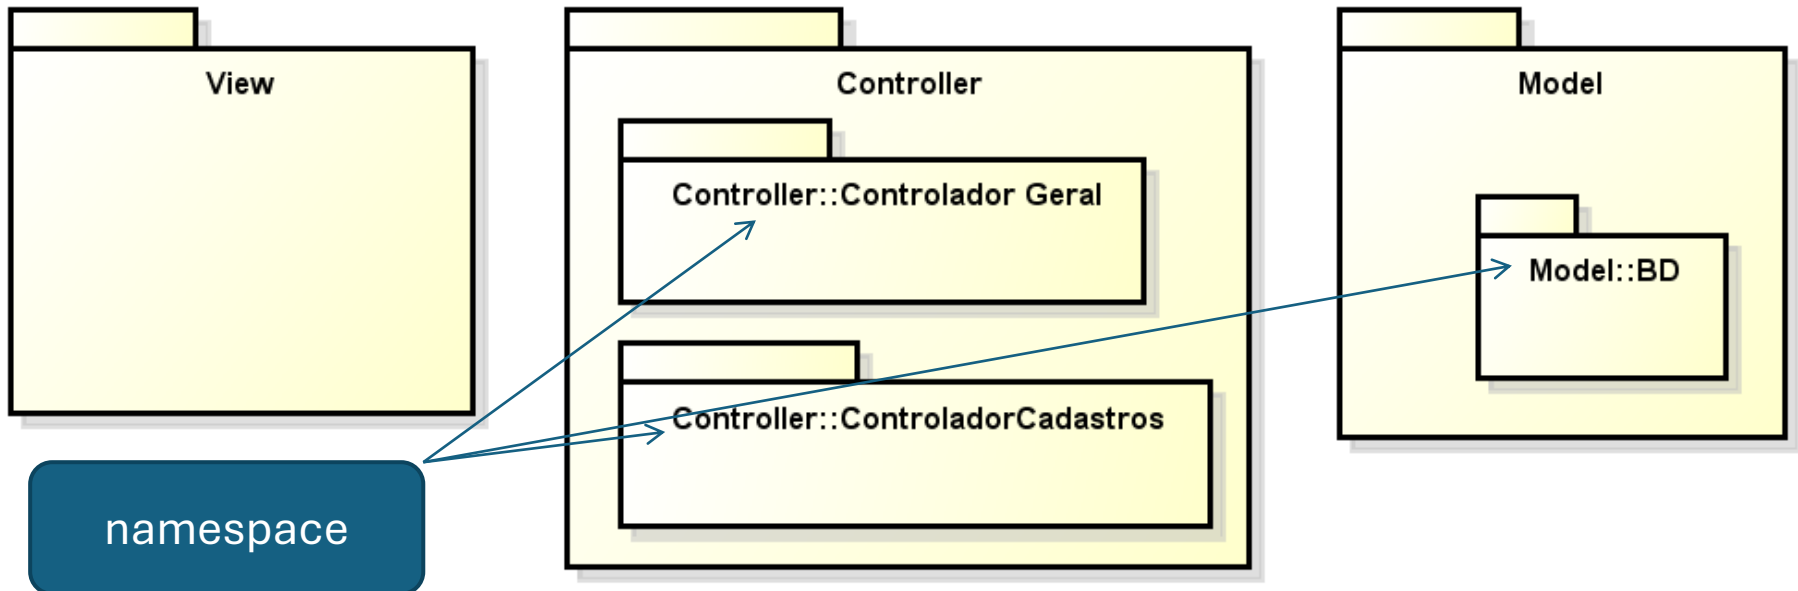 View
Controller
Model
Controller::Controlador Geral
Model::BD
Controller::ControladorCadastros
namespace